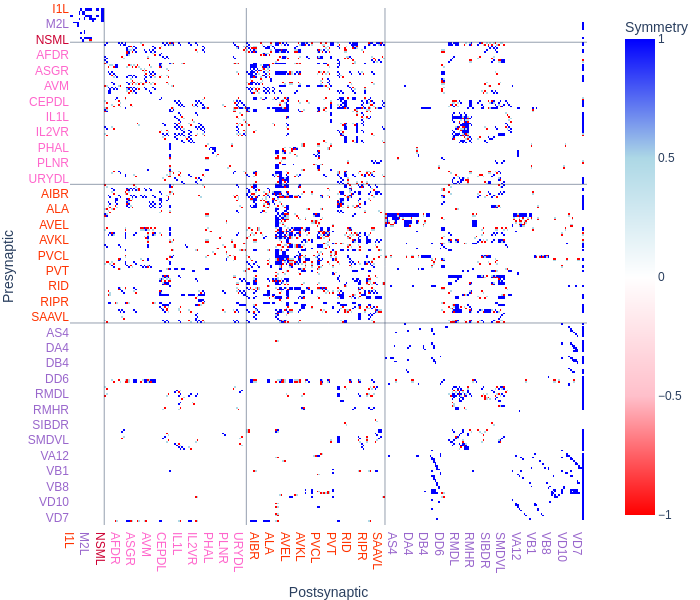 Symmetry
1
0.5
0
−0.5
−1
Presynaptic
I1L
M2L
NSML
AFDR
ASGR
AVM
CEPDL
IL1L
IL2VR
PHAL
PLNR
URYDL
AIBR
ALA
AVEL
AVKL
PVCL
PVT
RID
RIPR
SAAVL
AS4
DA4
DB4
DD6
RMDL
RMHR
SIBDR
SMDVL
VA12
VB1
VB8
VD10
VD7
I1L
M2L
NSML
AFDR
ASGR
AVM
CEPDL
IL1L
IL2VR
PHAL
PLNR
URYDL
AIBR
ALA
AVEL
AVKL
PVCL
PVT
RID
RIPR
SAAVL
AS4
DA4
DB4
DD6
RMDL
RMHR
SIBDR
SMDVL
VA12
VB1
VB8
VD10
VD7
Postsynaptic